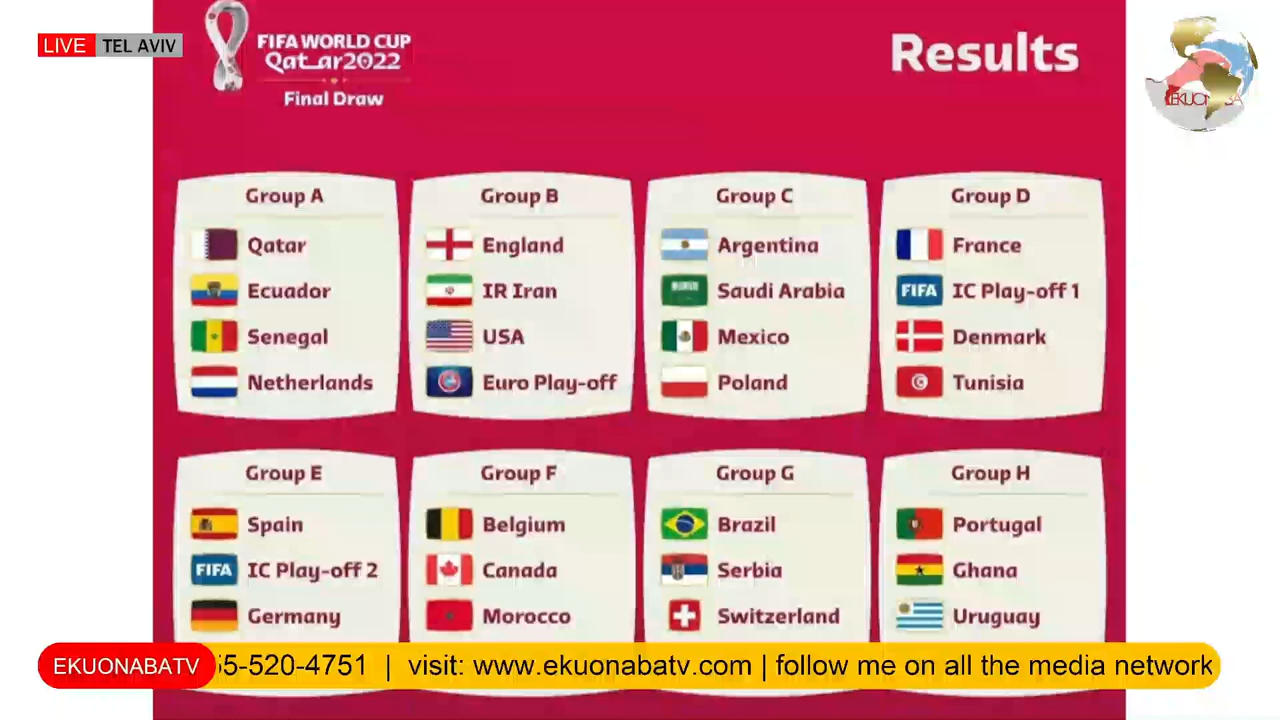 LIVE TEL AVIV
FIFA WORLD CUP
Qatar2022
Final Draw
Results
Group A
Qatar
Ecuador
Senegal
Netherlands
Group B
England
IR Iran
USA
Euro Play-off
Group C
Argentina
Saudi Arabia
Mexico
Poland
Group D
France
FIFA IC Play-off 1
Denmark
Tunisia
Group E
Spain
FIFA IC Play-off 2
Germany
Group F
Belgium
Canada
Morocco
Group G
Brazil
Serbia
Switzerland
Group H
Portugal
Ghana
Uruguay
EKUONABATV 55-520-4751 | visit: www.ekuonabatv.com | follow me on all the media network